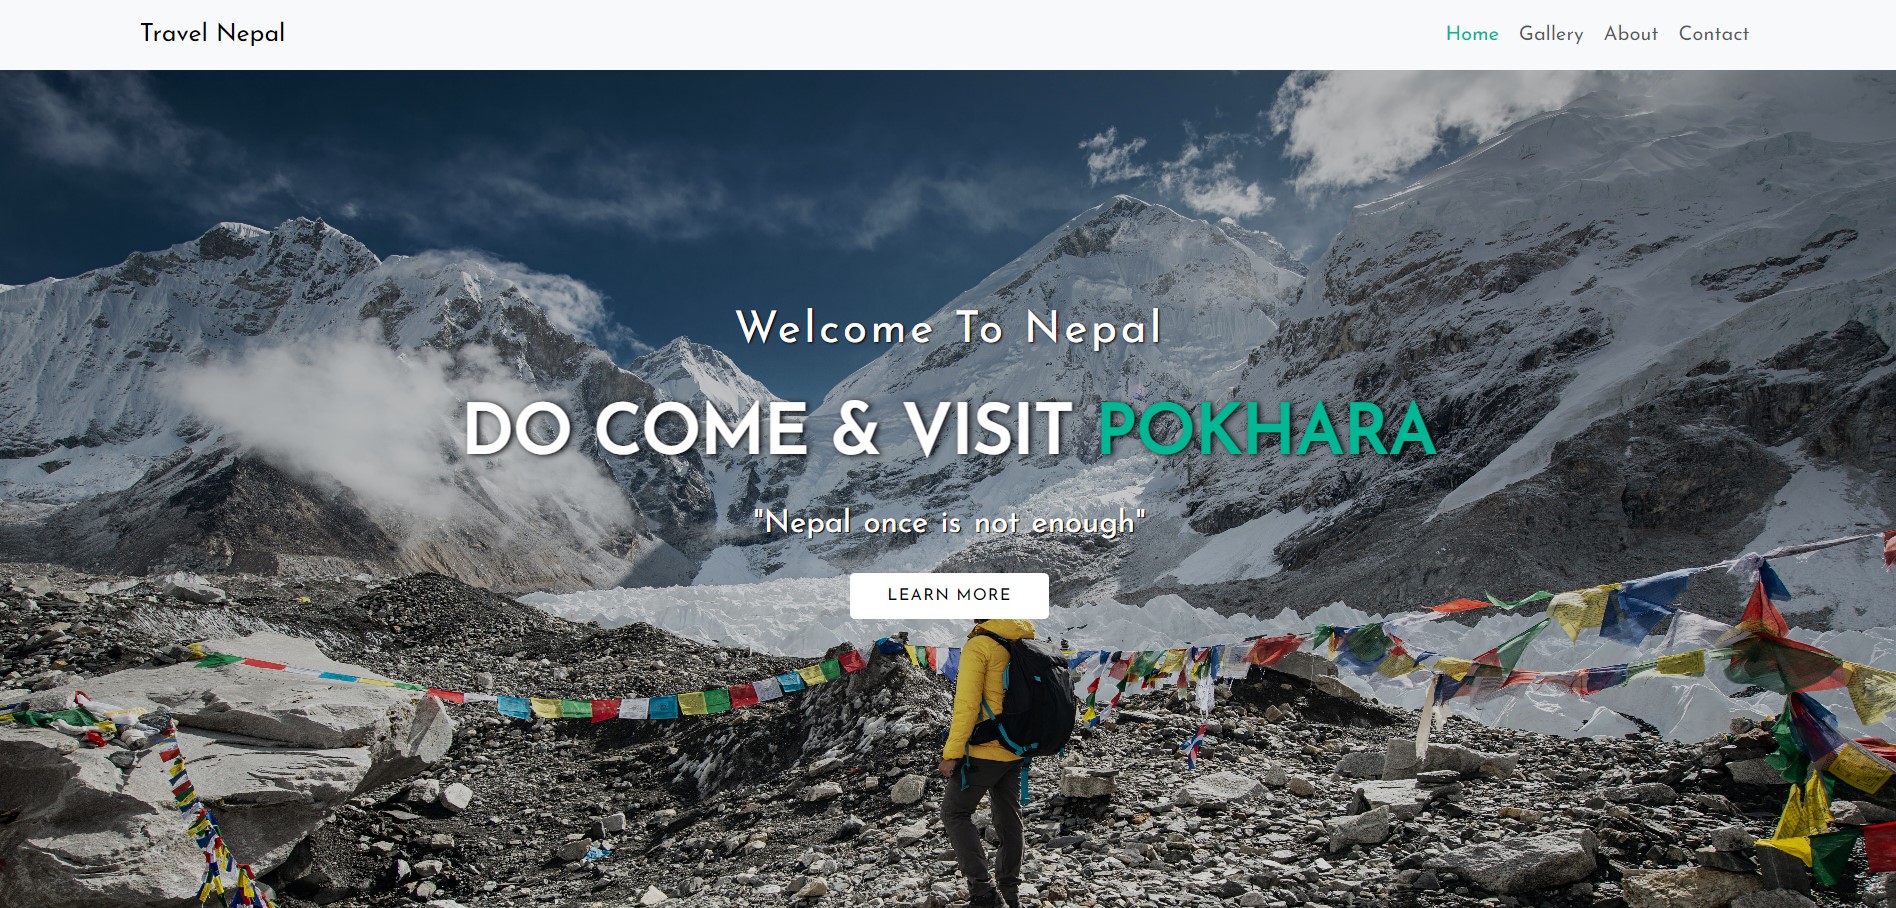 Travel Nepal
Home Gallery About Contact
Welcome To Nepal
DO COME & VISIT POKHARA
"Nepal once is not enough"
LEARN MORE